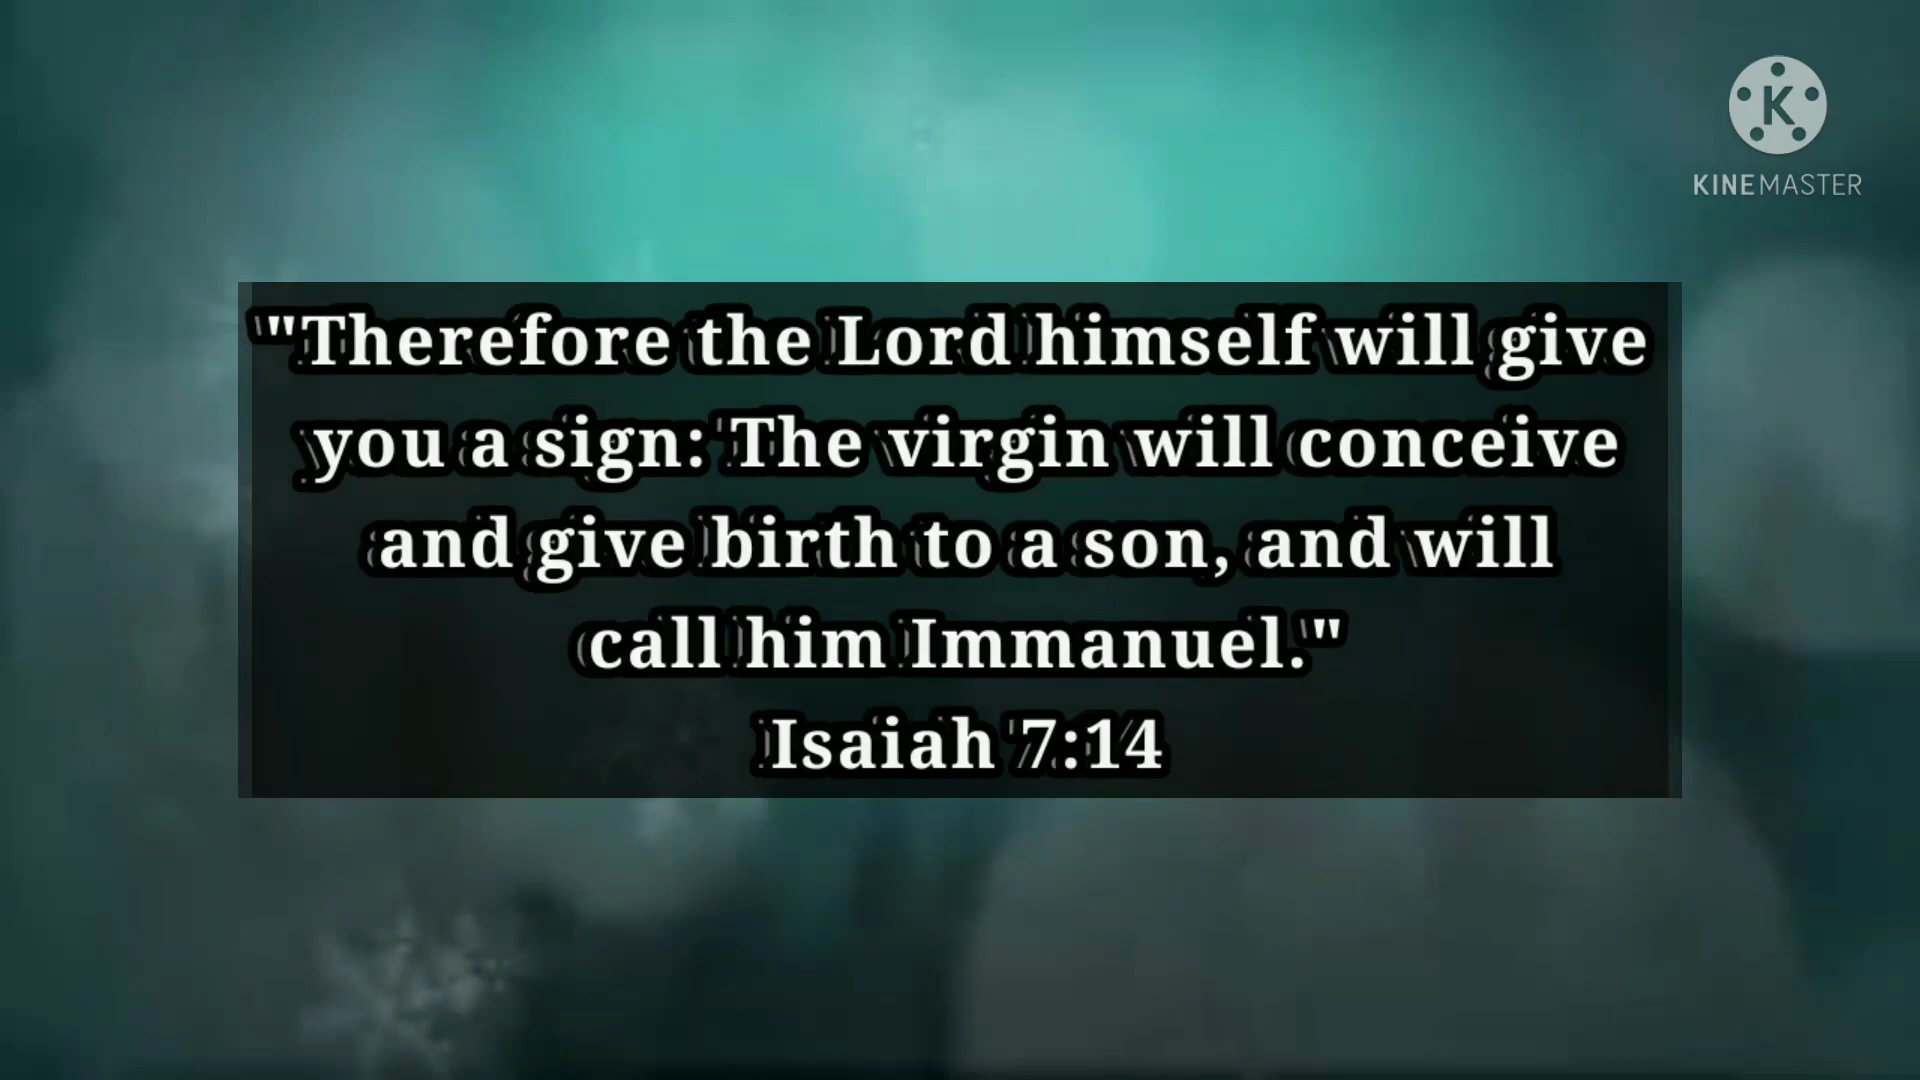 KINEMASTER
"Therefore the Lord himself will give
you a sign: The virgin will conceive
and give birth to a son, and will
call him Immanuel."
Isaiah 7:14